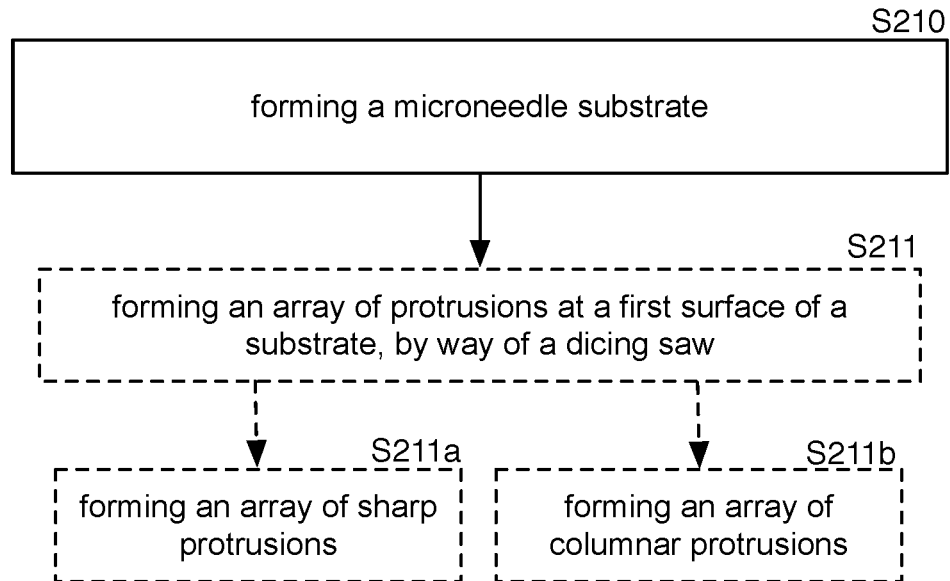 S210
forming a microneedle substrate
S211
forming an array of protrusions at a first surface of a
substrate, by way of a dicing saw
S211a
forming an array of sharp
protrusions
S211b
forming an array of
columnar protrusions